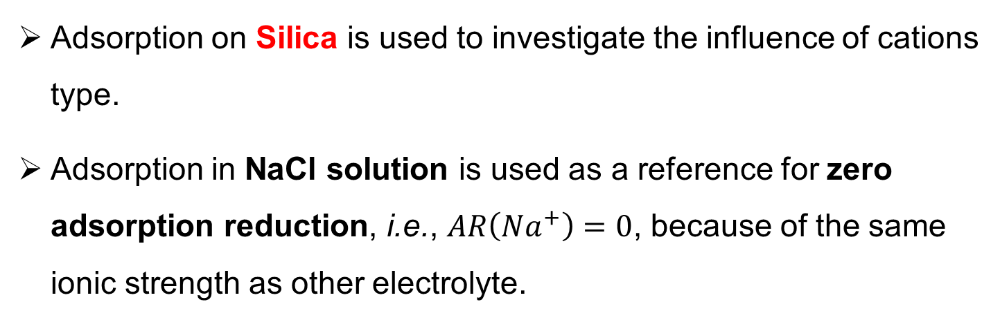 ➢ Adsorption on Silica is used to investigate the influence of cations
type.
➢ Adsorption in NaCl solution is used as a reference for zero
adsorption reduction, i.e., AR(Na⁺) = 0, because of the same
ionic strength as other electrolyte.